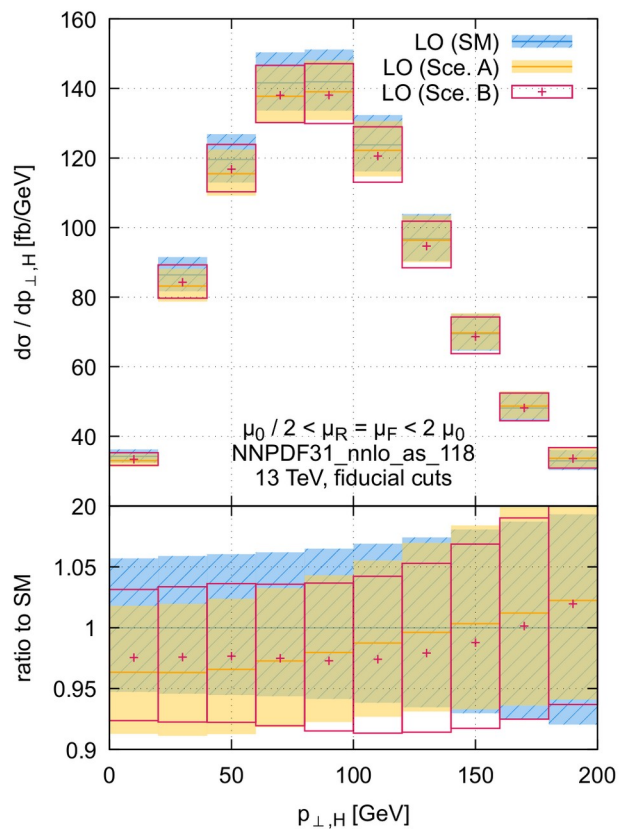 160
140
120
100
80
60
40
20
dσ / dp⊥,H [fb/GeV]
LO (SM)
LO (Sce. A)
LO (Sce. B)
μ0 / 2 < μR = μF < 2 μ0
NNPDF31_nnlo_as_118
13 TeV, fiducial cuts
1.05
1
0.95
0.9
ratio to SM
0 50 100 150 200
p⊥,H [GeV]